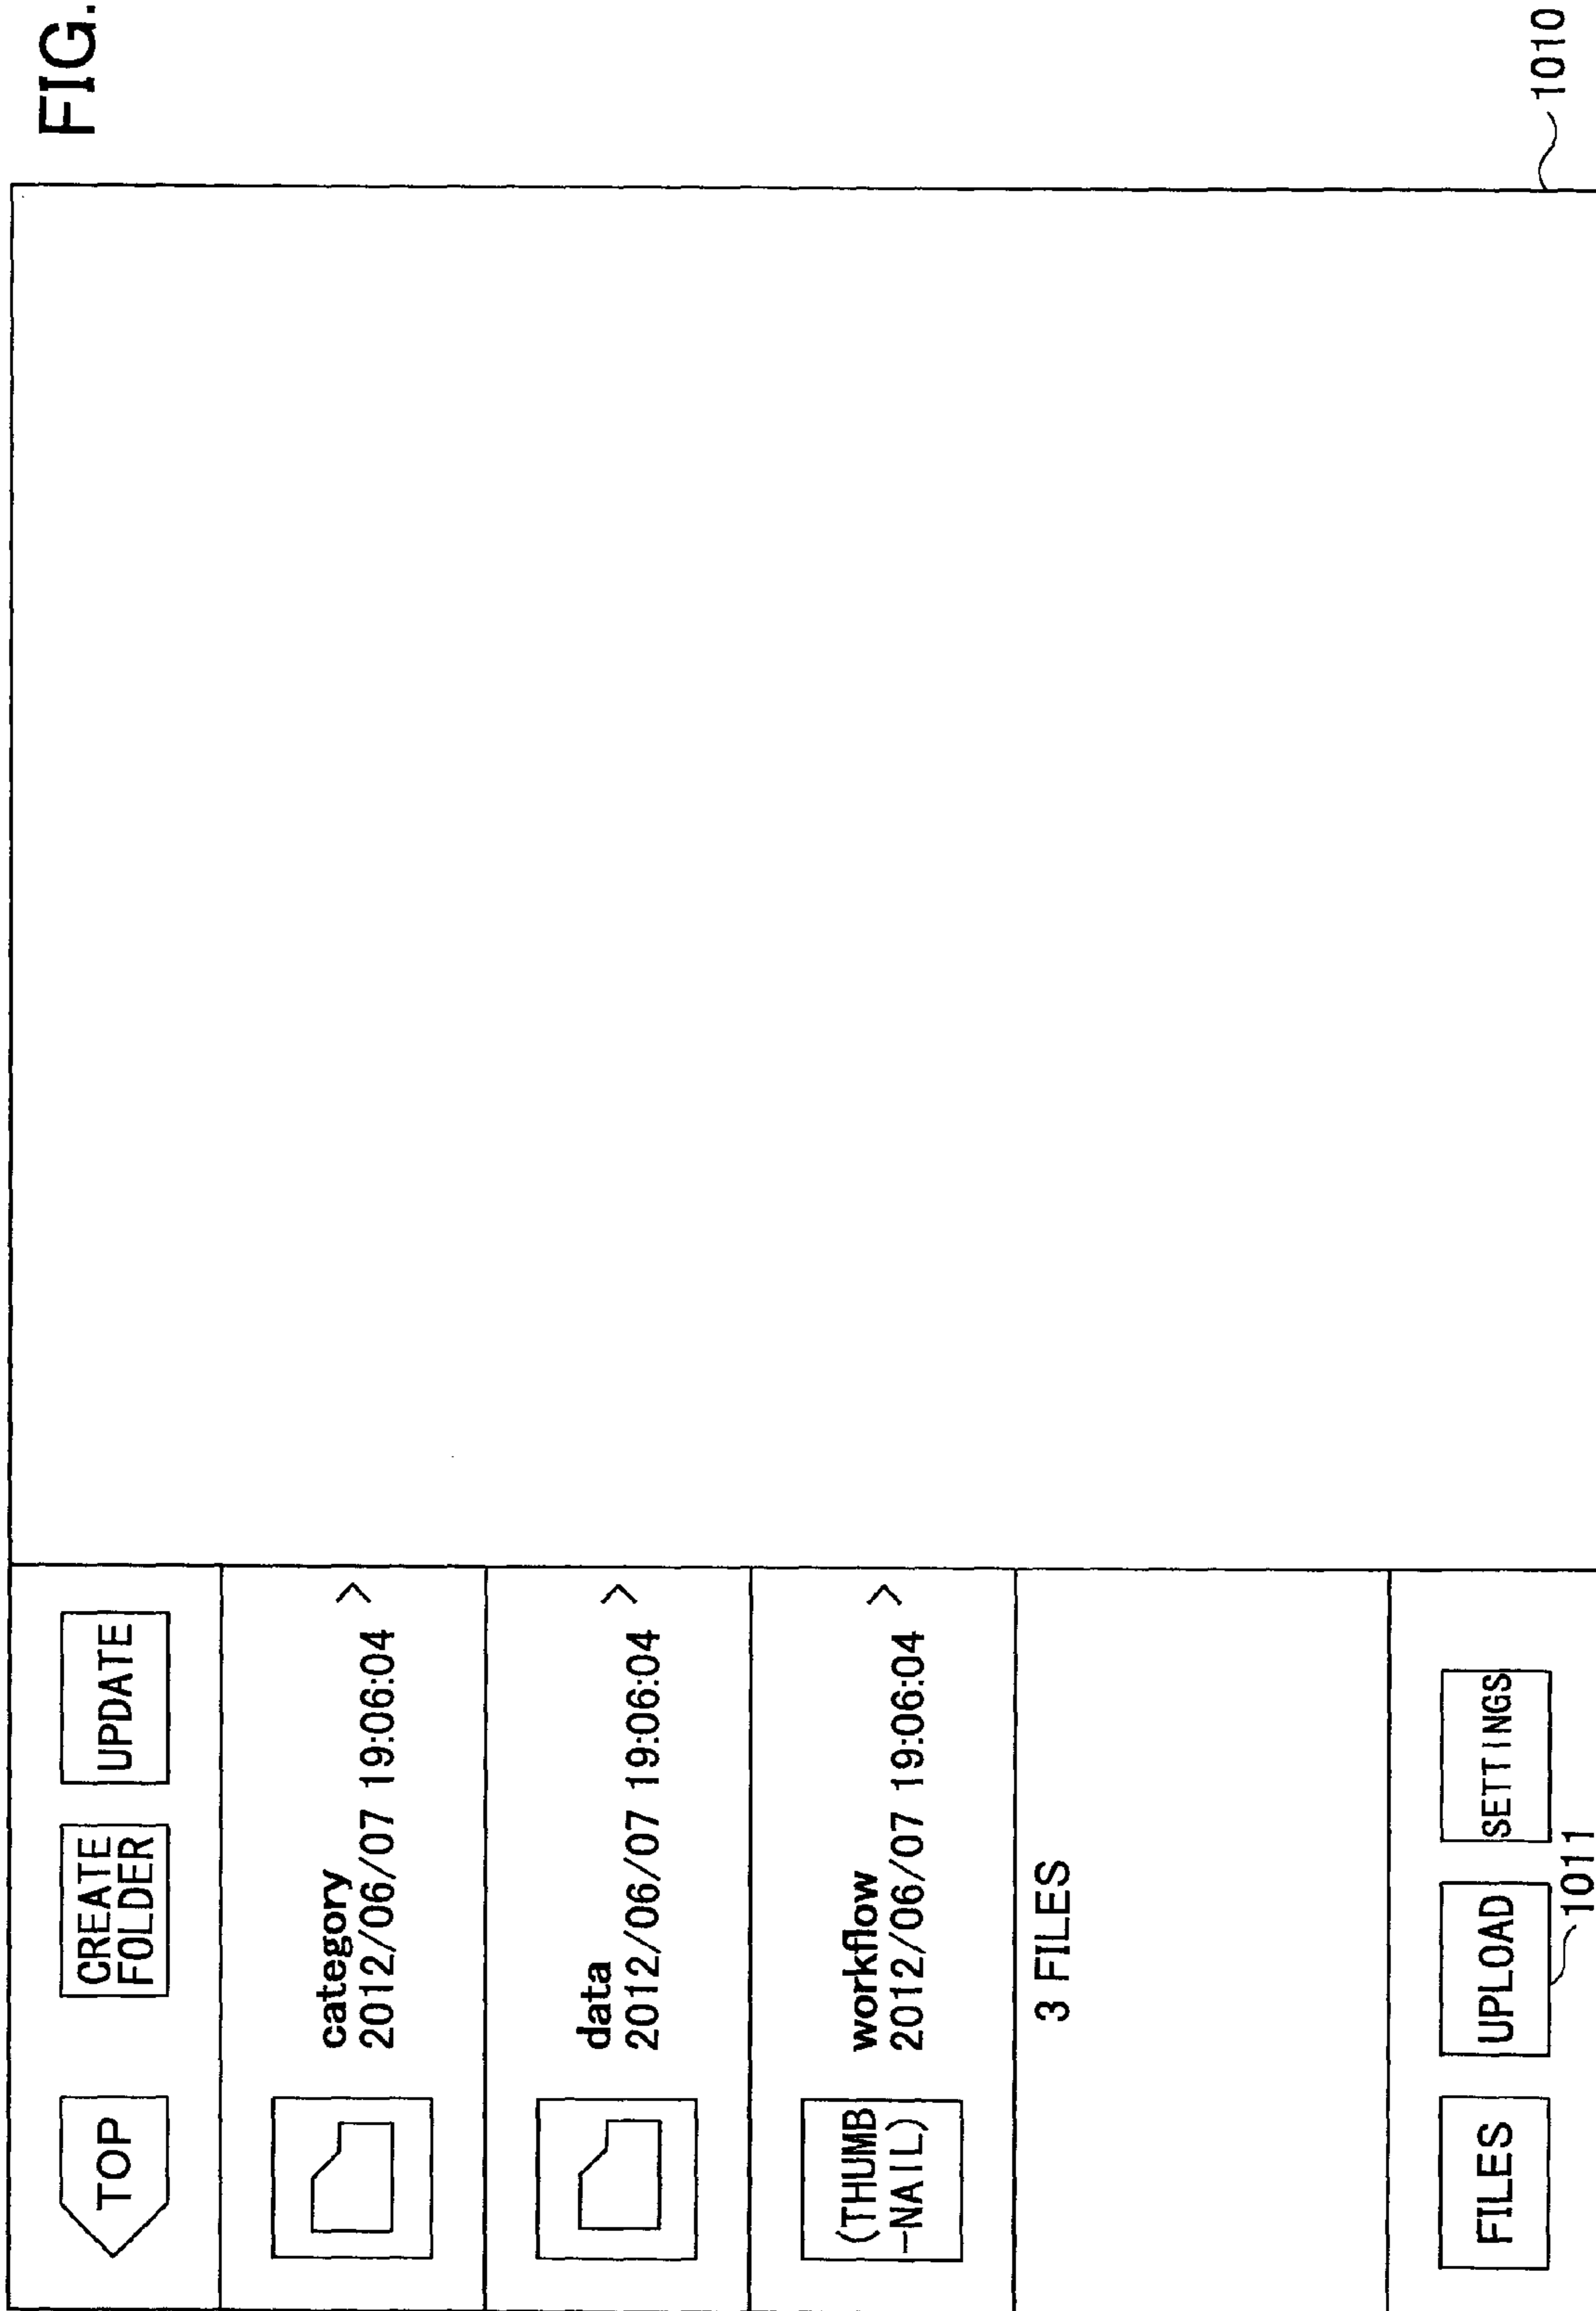 FIG.
TOP
CREATE
FOLDER
UPDATE
category
2012/06/07 19:06:04 >
data
2012/06/07 19:06:04 >
(THUMB
-NAIL)
workflow
2012/06/07 19:06:04 >
3 FILES
FILES
UPLOAD
SETTINGS
1011
1010